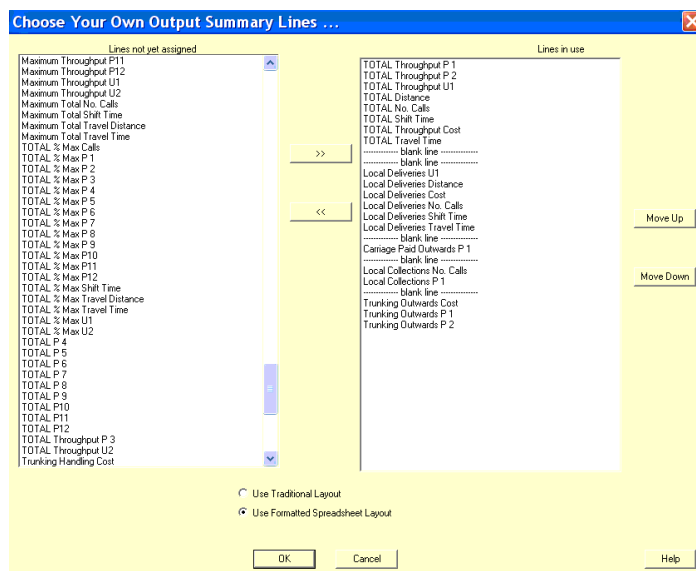 Choose Your Own Output Summary Lines ...
Lines not yet assigned
Maximum Throughput P11
Maximum Throughput P12
Maximum Throughput U1
Maximum Throughput U2
Maximum Total No. Calls
Maximum Total Shift Time
Maximum Total Travel Distance
Maximum Total Travel Time
TOTAL % Max Calls
TOTAL % Max P 1
TOTAL % Max P 2
TOTAL % Max P 3
TOTAL % Max P 4
TOTAL % Max P 5
TOTAL % Max P 6
TOTAL % Max P 7
TOTAL % Max P 8
TOTAL % Max P 9
TOTAL % Max P10
TOTAL % Max P11
TOTAL % Max P12
TOTAL % Max Shift Time
TOTAL % Max Travel Distance
TOTAL % Max Travel Time
TOTAL % Max U1
TOTAL % Max U2
TOTAL P 4
TOTAL P 5
TOTAL P 6
TOTAL P 7
TOTAL P 8
TOTAL P 9
TOTAL P10
TOTAL P11
TOTAL P12
TOTAL Throughput P 3
TOTAL Throughput U2
Trunking Handling Cost
>>
<<
Lines in use
TOTAL Throughput P 1
TOTAL Throughput P 2
TOTAL Throughput U1
TOTAL Distance
TOTAL No. Calls
TOTAL Shift Time
TOTAL Throughput Cost
TOTAL Travel Time
-------------- blank line ---------------
-------------- blank line ---------------
Local Deliveries U1
Local Deliveries Distance
Local Deliveries Cost
Local Deliveries No. Calls
Local Deliveries Shift Time
Local Deliveries Travel Time
-------------- blank line ---------------
Carriage Paid Outwards P 1
-------------- blank line ---------------
Local Collections No. Calls
Local Collections P 1
-------------- blank line ---------------
Trunking Outwards Cost
Trunking Outwards P 1
Trunking Outwards P 2
Move Up
Move Down
Use Traditional Layout
Use Formatted Spreadsheet Layout
OK
Cancel
Help